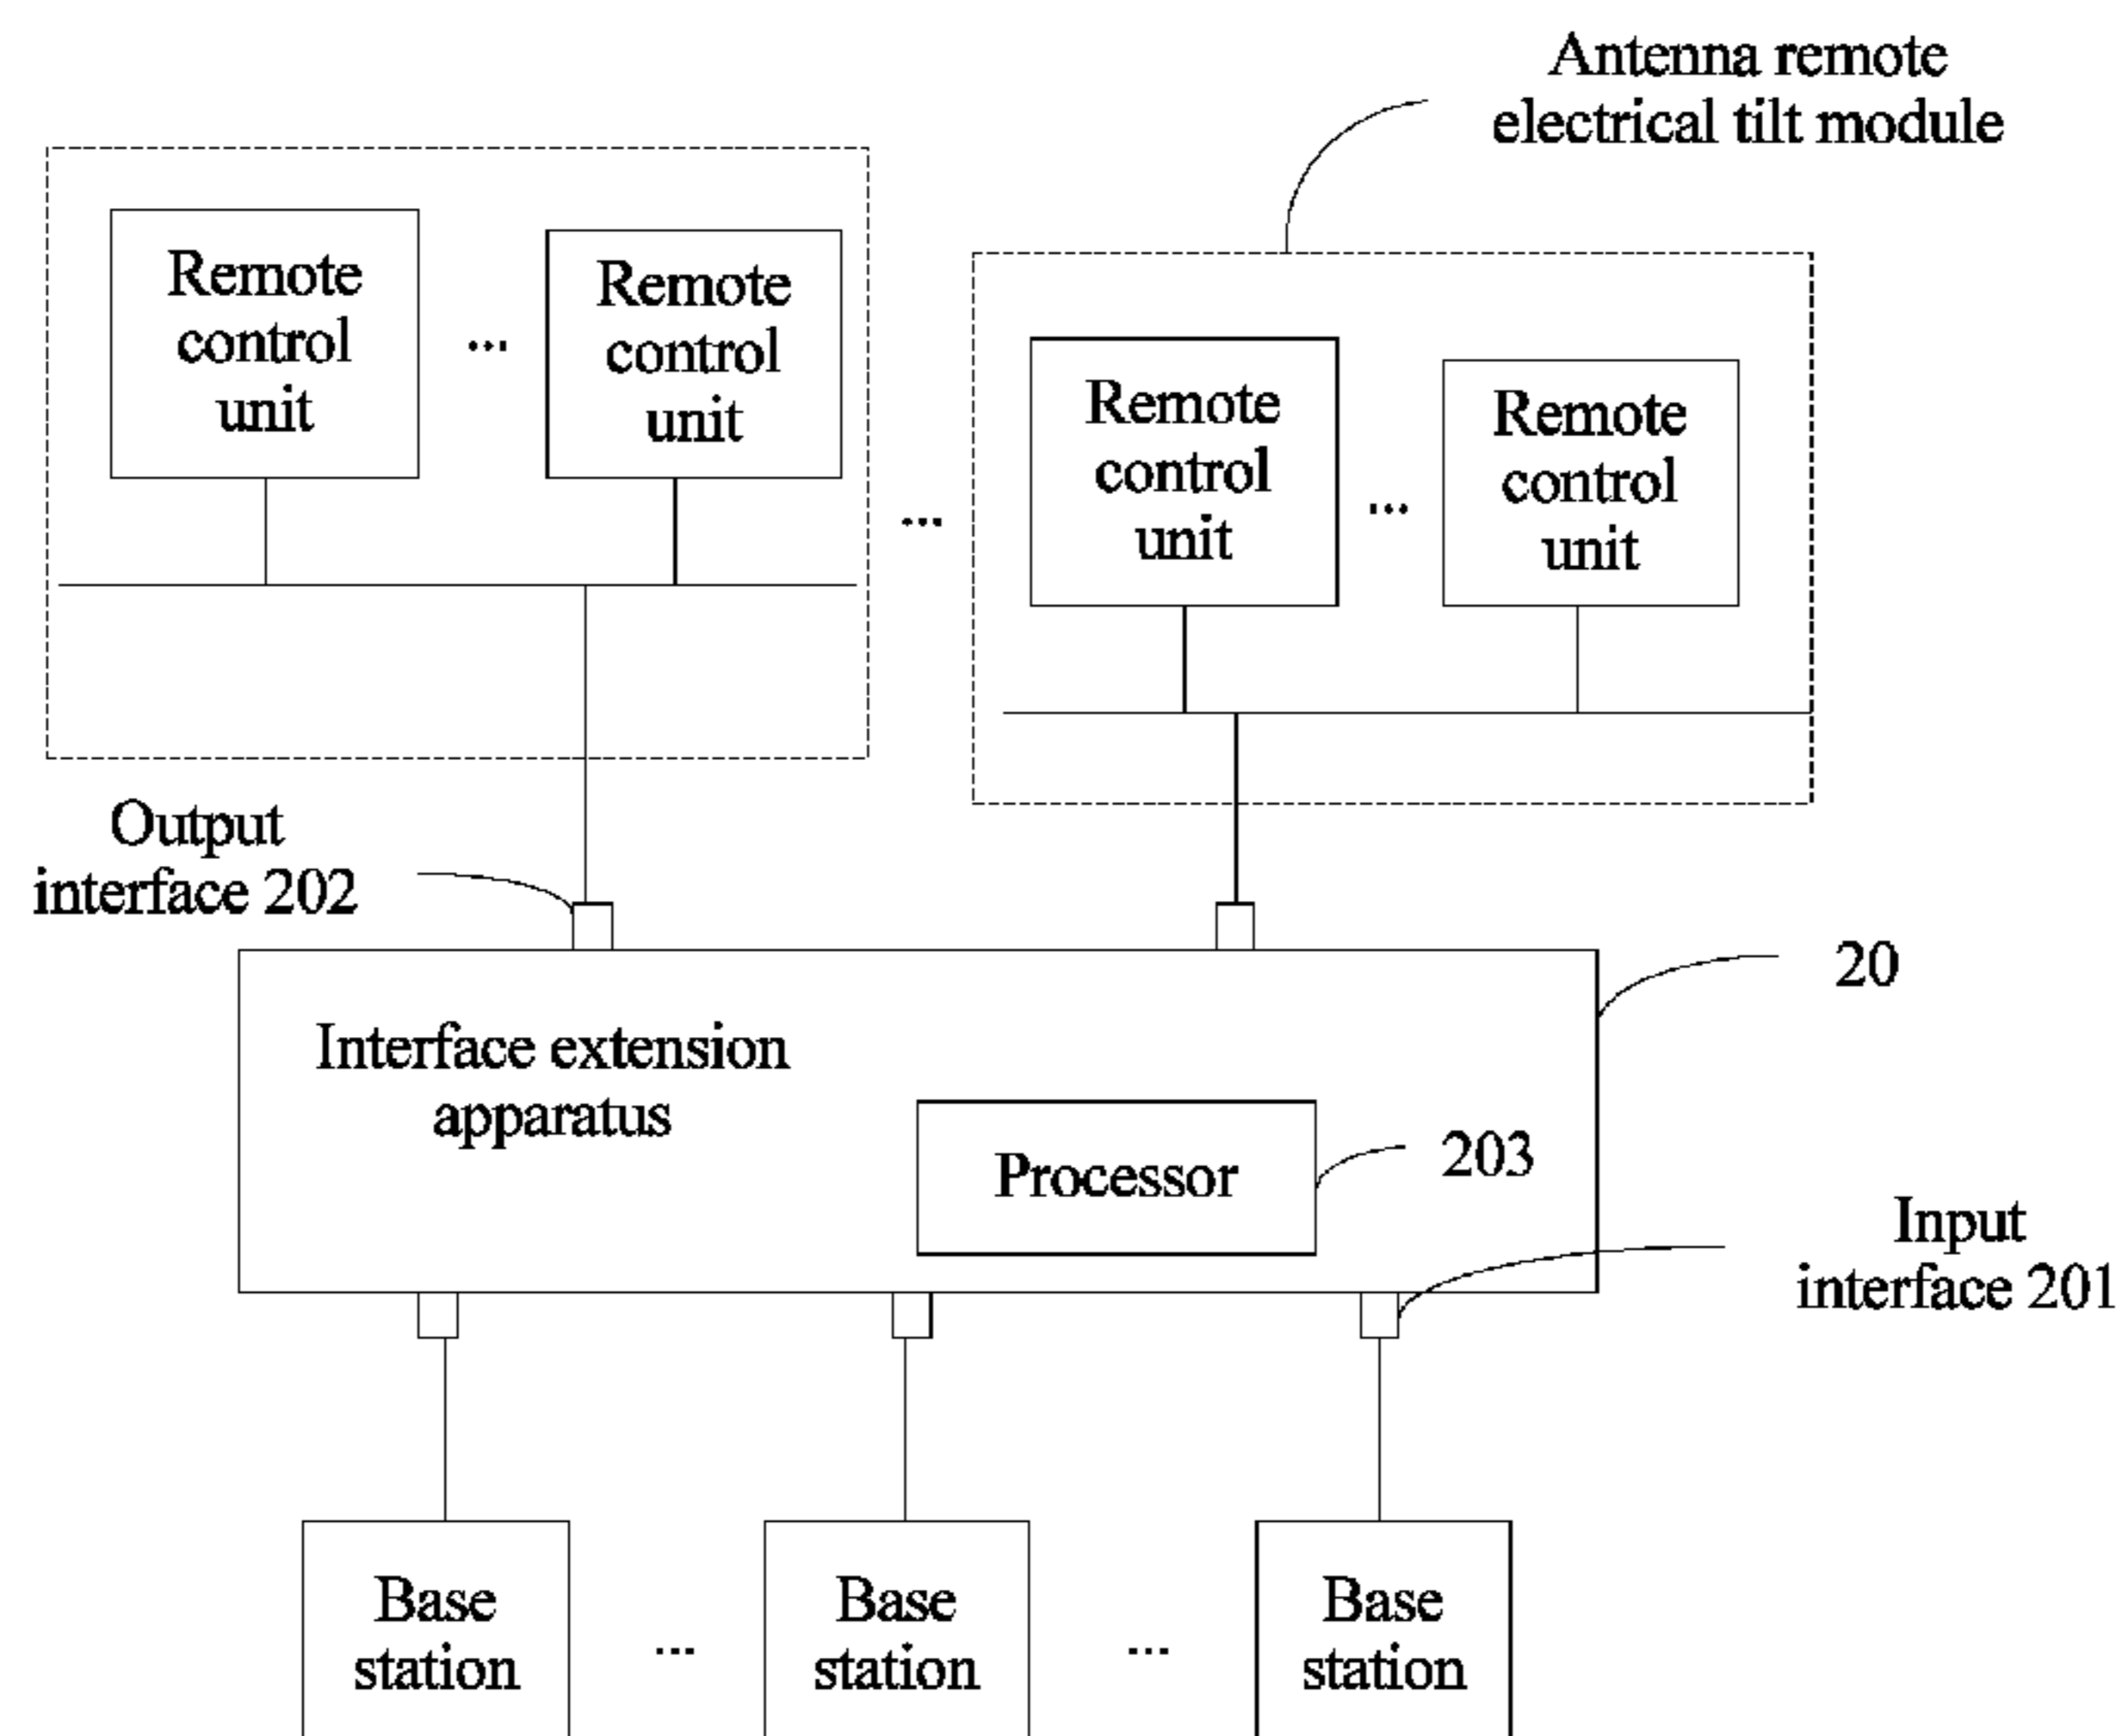 Antenna remote
electrical tilt module
Remote
control
unit
...
Remote
control
unit
...
Remote
control
unit
...
Remote
control
unit
Output
interface 202
20
Interface extension
apparatus
Processor
203
Input
interface 201
Base
station
...
Base
station
...
Base
station